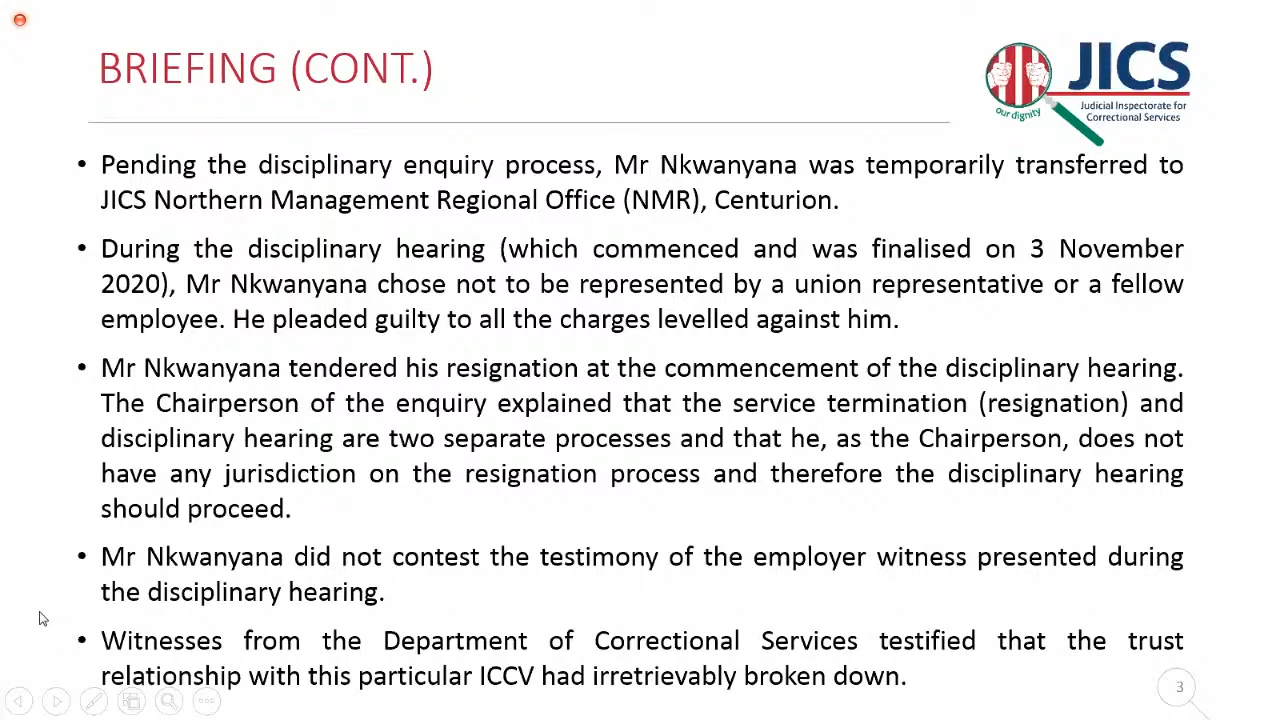 BRIEFING (CONT.)
JICS
Judicial Inspectorate for
Correctional Services
our dignity
• Pending the disciplinary enquiry process, Mr Nkwanyana was temporarily transferred to
JICS Northern Management Regional Office (NMR), Centurion.
• During the disciplinary hearing (which commenced and was finalised on 3 November
2020), Mr Nkwanyana chose not to be represented by a union representative or a fellow
employee. He pleaded guilty to all the charges levelled against him.
• Mr Nkwanyana tendered his resignation at the commencement of the disciplinary hearing.
The Chairperson of the enquiry explained that the service termination (resignation) and
disciplinary hearing are two separate processes and that he, as the Chairperson, does not
have any jurisdiction on the resignation process and therefore the disciplinary hearing
should proceed.
• Mr Nkwanyana did not contest the testimony of the employer witness presented during
the disciplinary hearing.
• Witnesses from the Department of Correctional Services testified that the trust
relationship with this particular ICCV had irretrievably broken down.
3